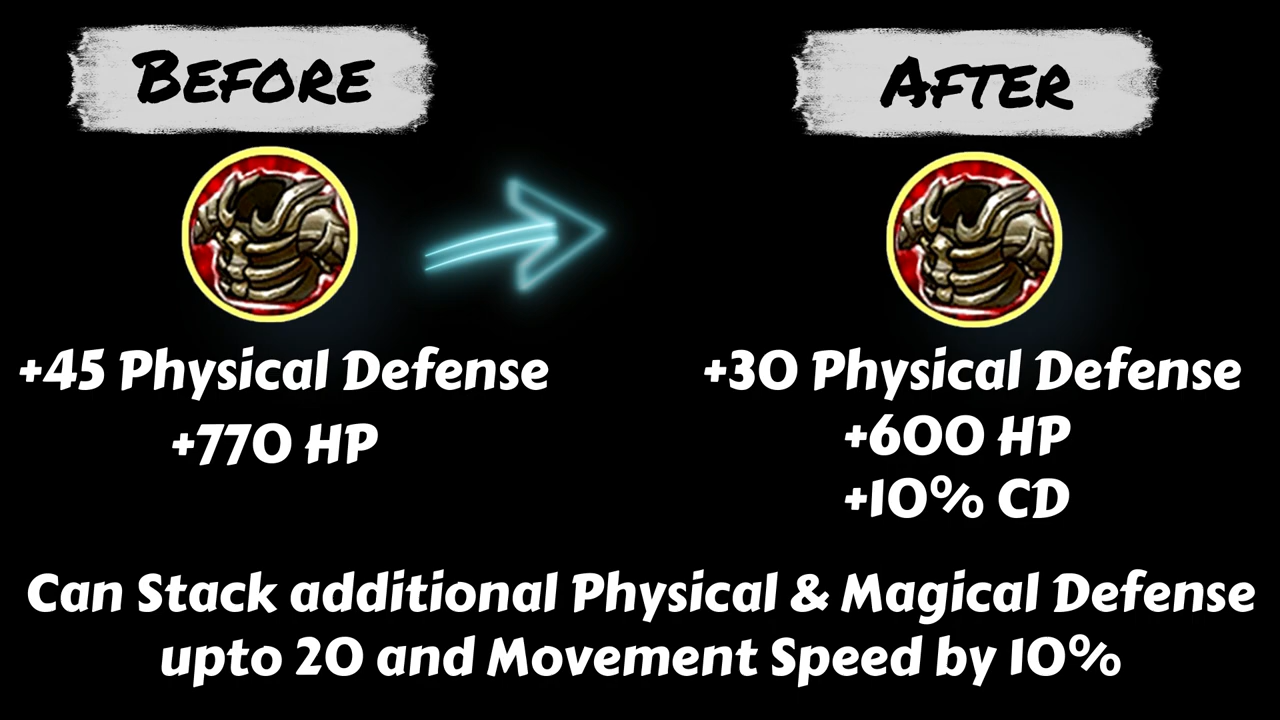 BEFORE
AFTER
+45 Physical Defense
+770 HP
+30 Physical Defense
+600 HP
+10% CD
Can Stack additional Physical & Magical Defense
upto 20 and Movement Speed by 10%